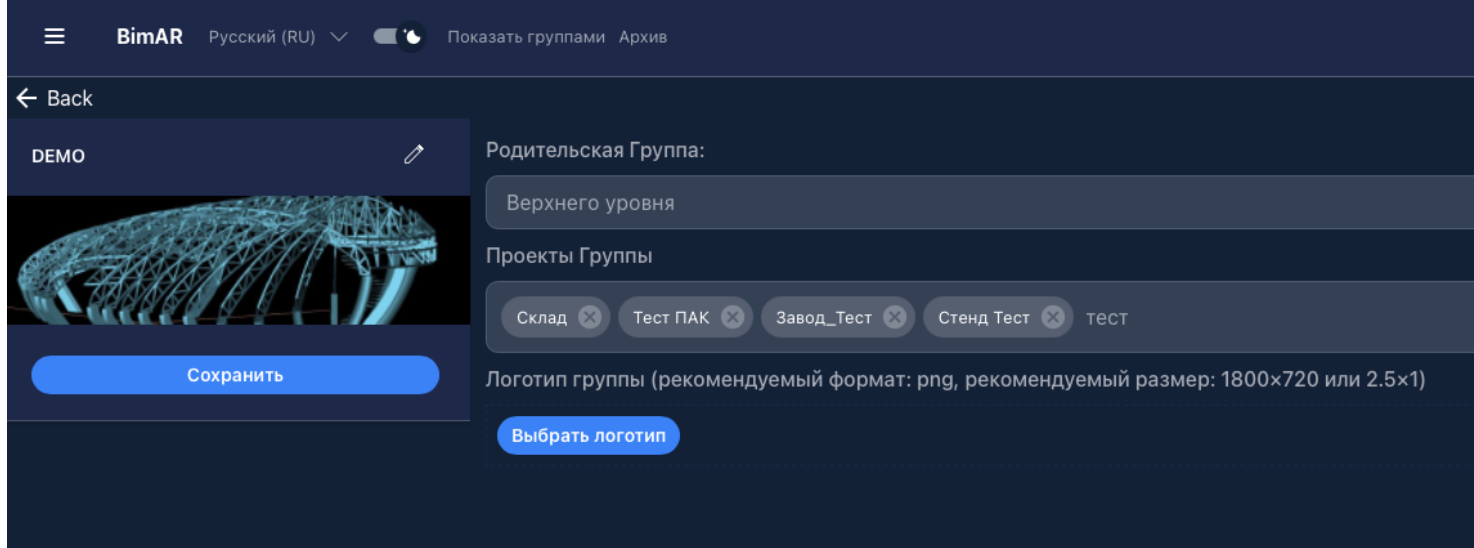 BimAR Русский (RU) Показать группами Архив
Back
DEMO
Сохранить
Родительская Группа:
Верхнего уровня
Проекты Группы
Склад Тест ПАК Завод_Тест Стенд Тест тест
Логотип группы (рекомендуемый формат: png, рекомендуемый размер: 1800×720 или 2.5×1)
Выбрать логотип